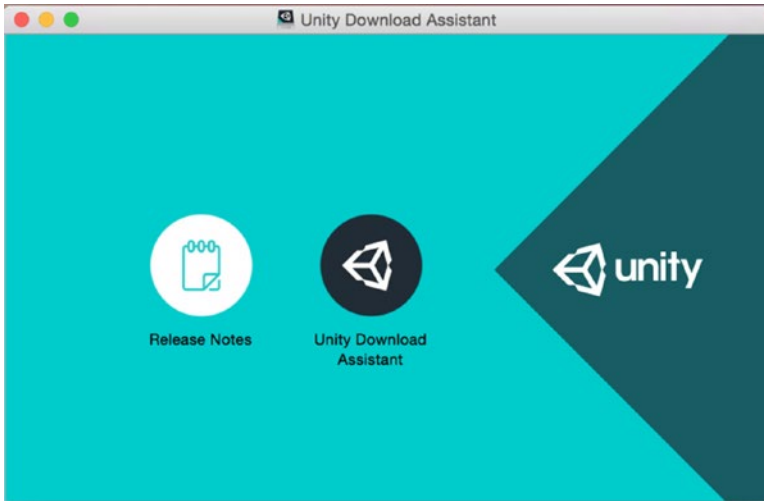 Unity Download Assistant
unity
Release Notes
Unity Download
Assistant